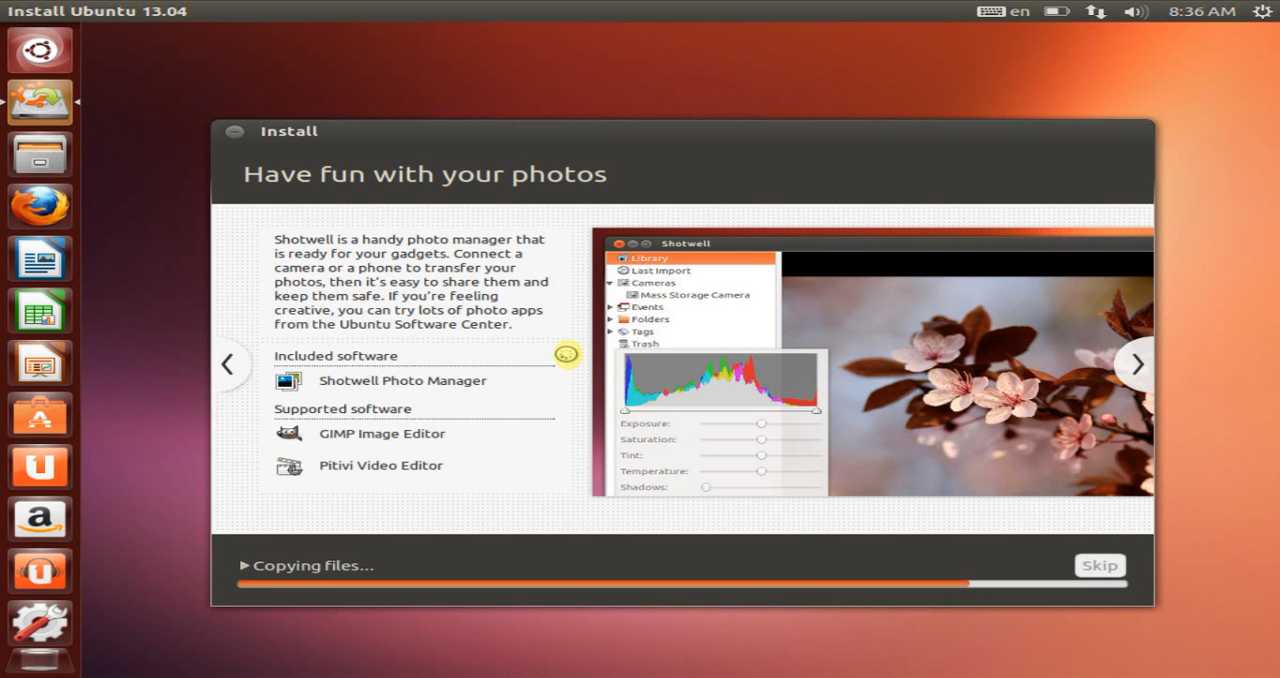 Install Ubuntu 13.04
en
8:36 AM
Install
Have fun with your photos
Shotwell is a handy photo manager that
is ready for your gadgets. Connect a
camera or a phone to transfer your
photos, then it's easy to share them and
keep them safe. If you're feeling
creative, you can try lots of photo apps
from the Ubuntu Software Center.
Included software
Shotwell Photo Manager
Supported software
GIMP Image Editor
Pitivi Video Editor
Shotwell
Library
Last Import
Cameras
Mass Storage Camera
Events
Folders
Tags
Trash
Exposure:
Saturation:
Tint:
Temperature:
Shadows:
Copying files...
Skip